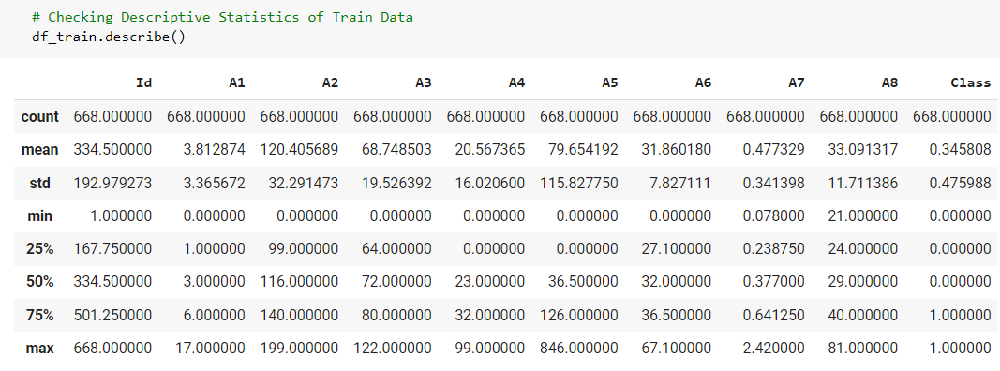 # Checking Descriptive Statistics of Train Data
df_train.describe()
Id A1 A2 A3 A4 A5 A6 A7 A8 Class
count 668.000000 668.000000 668.000000 668.000000 668.000000 668.000000 668.000000 668.000000 668.000000 668.000000
mean 334.500000 3.812874 120.405689 68.748503 20.567365 79.654192 31.860180 0.477329 33.091317 0.345808
std 192.979273 3.365672 32.291473 19.526392 16.020600 115.827750 7.827111 0.341398 11.711386 0.475988
min 1.000000 0.000000 0.000000 0.000000 0.000000 0.000000 0.000000 0.078000 21.000000 0.000000
25% 167.750000 1.000000 99.000000 64.000000 0.000000 0.000000 27.100000 0.238750 24.000000 0.000000
50% 334.500000 3.000000 116.000000 72.000000 23.000000 36.500000 32.000000 0.377000 29.000000 0.000000
75% 501.250000 6.000000 140.000000 80.000000 32.000000 126.000000 36.500000 0.641250 40.000000 1.000000
max 668.000000 17.000000 199.000000 122.000000 99.000000 846.000000 67.100000 2.420000 81.000000 1.000000